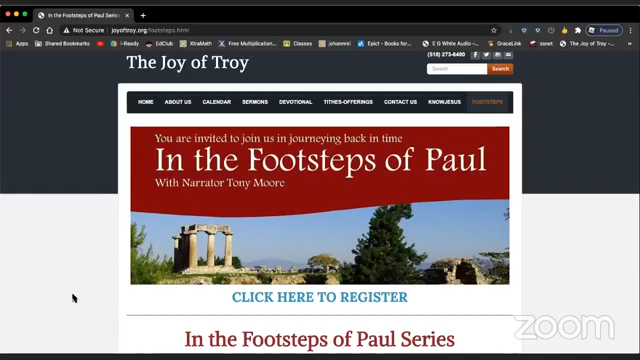 In the Footsteps of Paul Series
Not Secure | joyoftroy.org/footsteps.html
Paused
Apps Suggested Shared Bookmarks I-Ready EdClub XtraMath Free Multiplication... Classes johannrei Epic! - Books for... E G White Audio -... GraceLink ssnet The Joy of Troy...
The Joy of Troy
(518) 273-6400
Search
HOME ABOUT US CALENDAR SERMONS DEVOTIONAL TITHES-OFFERINGS CONTACT US KNOWJESUS FOOTSTEPS
You are invited to join us in journeying back in time
In the Footsteps of Paul
With Narrator Tony Moore
CLICK HERE TO REGISTER
In the Footsteps of Paul Series
zoom